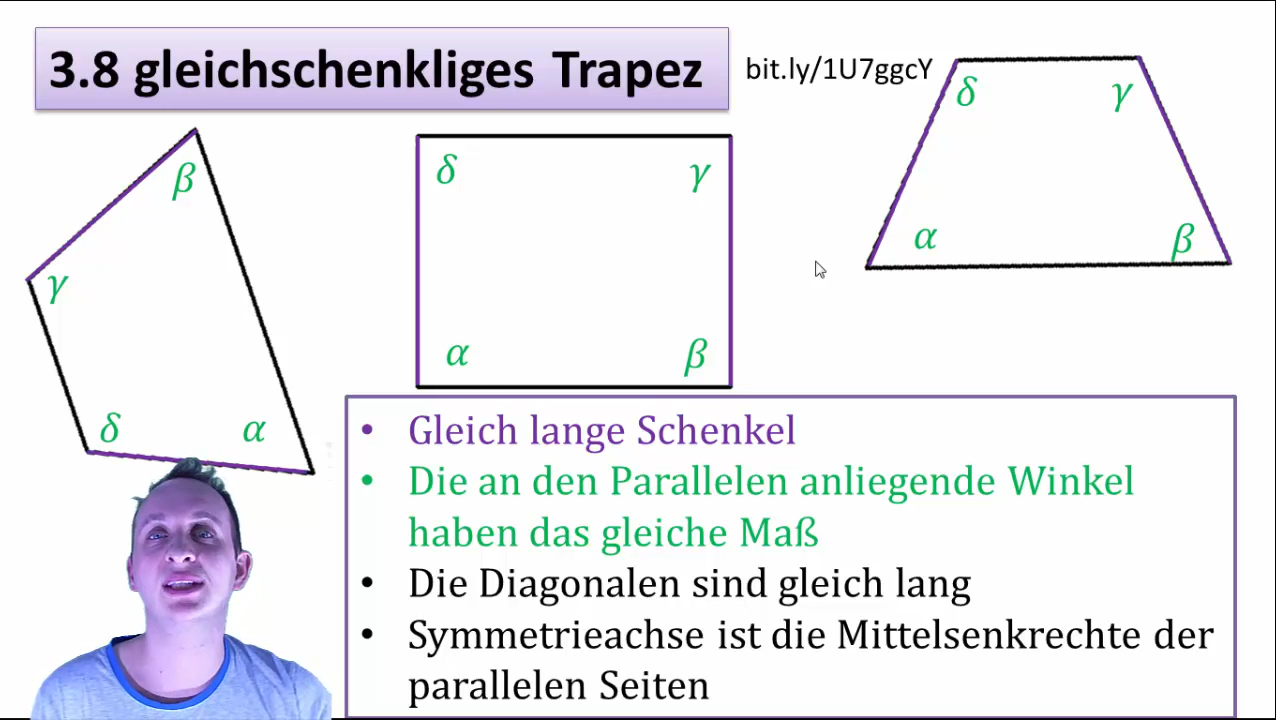 3.8 gleichschenkliges Trapez
bit.ly/1U7ggcY
β
γ
δ
α
δ
γ
α
β
δ
γ
α
β
• Gleich lange Schenkel
• Die an den Parallelen anliegende Winkel
haben das gleiche Maß
• Die Diagonalen sind gleich lang
• Symmetrieachse ist die Mittelsenkrechte der
parallelen Seiten